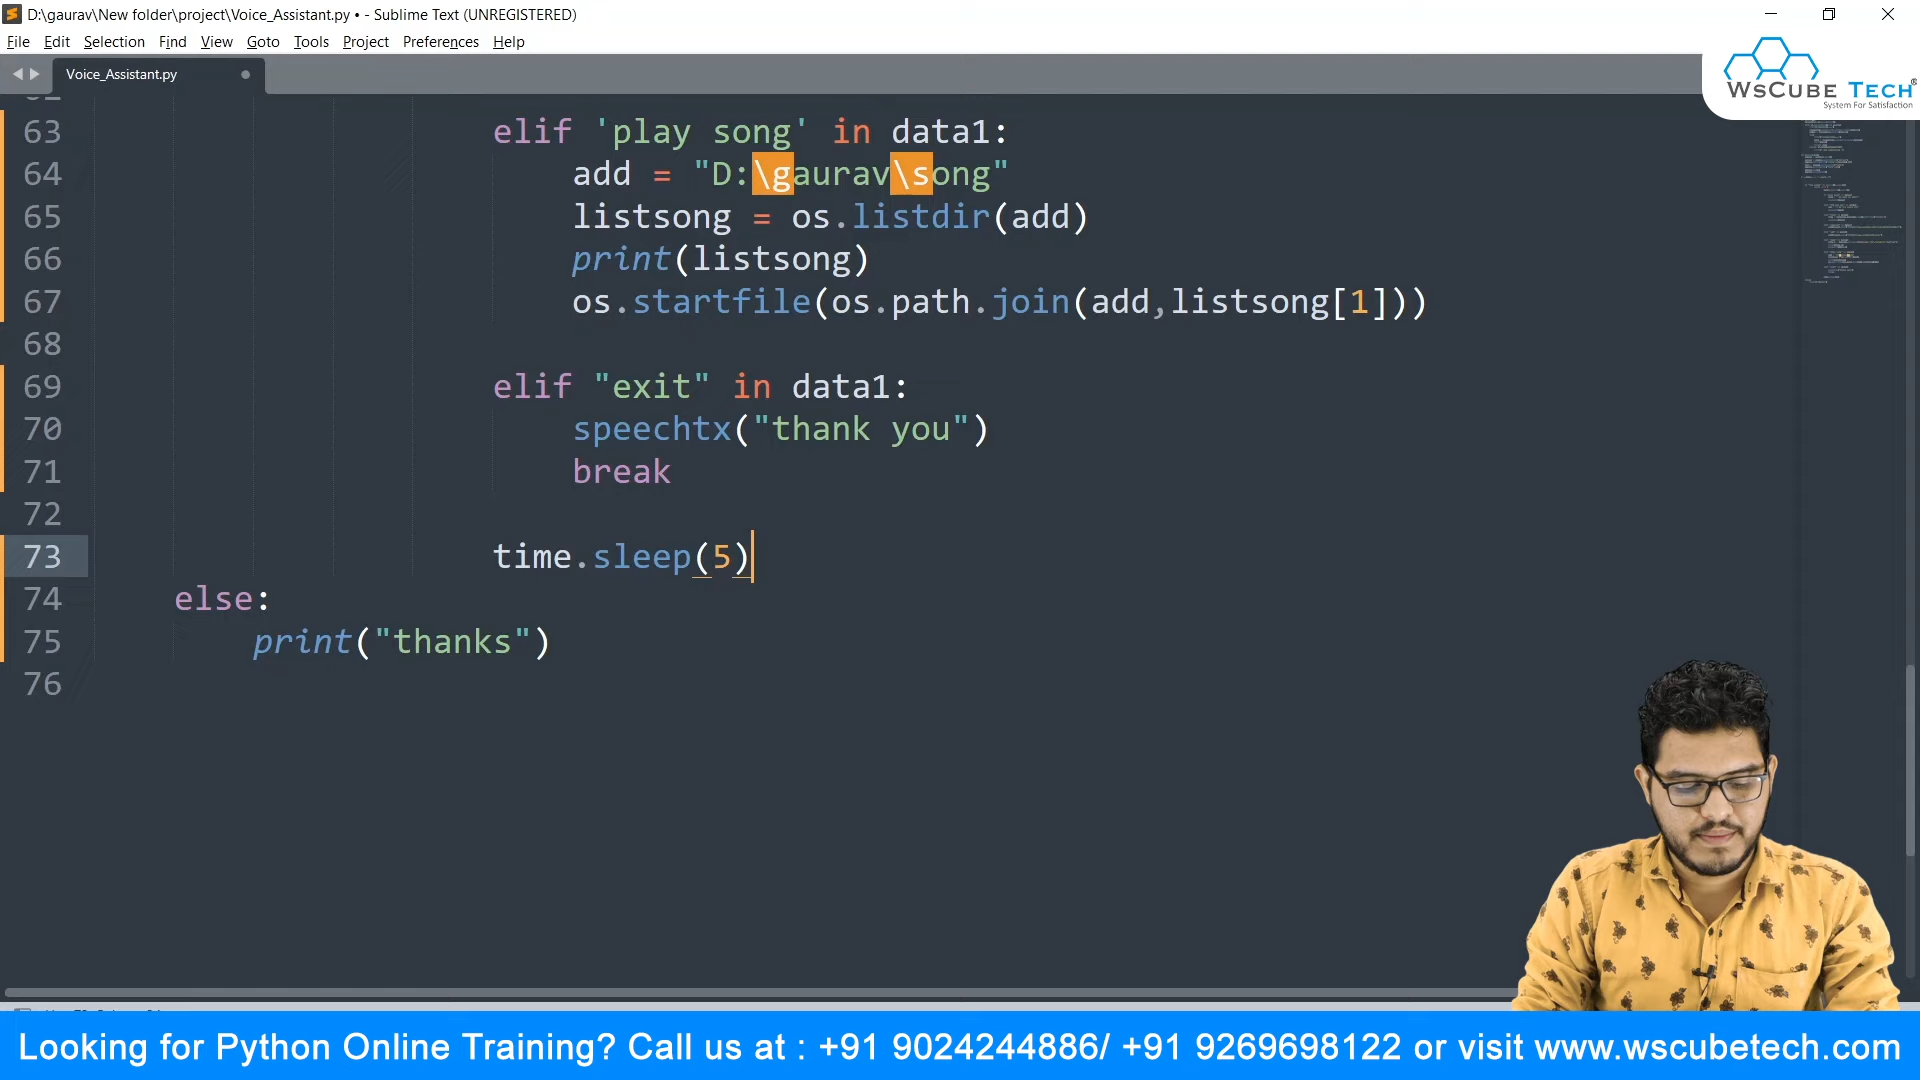 D:\gaurav\New folder\project\Voice_Assistant.py • - Sublime Text (UNREGISTERED)
File Edit Selection Find View Goto Tools Project Preferences Help
Voice_Assistant.py
WsCube Tech®
System For Satisfaction
63 elif 'play song' in data1:
64 add = "D:\gaurav\song"
65 listsong = os.listdir(add)
66 print(listsong)
67 os.startfile(os.path.join(add,listsong[1]))
68
69 elif "exit" in data1:
70 speechtx("thank you")
71 break
72
73 time.sleep(5)
74 else:
75 print("thanks")
76
Looking for Python Online Training? Call us at : +91 9024244886/ +91 9269698122 or visit www.wscubetech.com